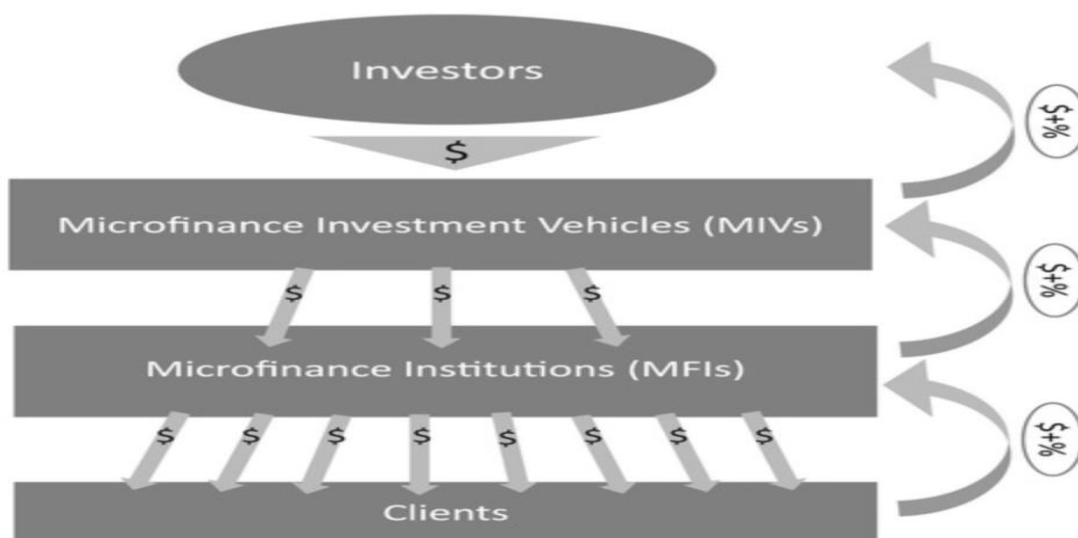 Investors
$
$+%
Microfinance Investment Vehicles (MIVs)
$ $ $
$+%
Microfinance Institutions (MFIs)
$ $ $ $ $ $ $ $
$+%
Clients